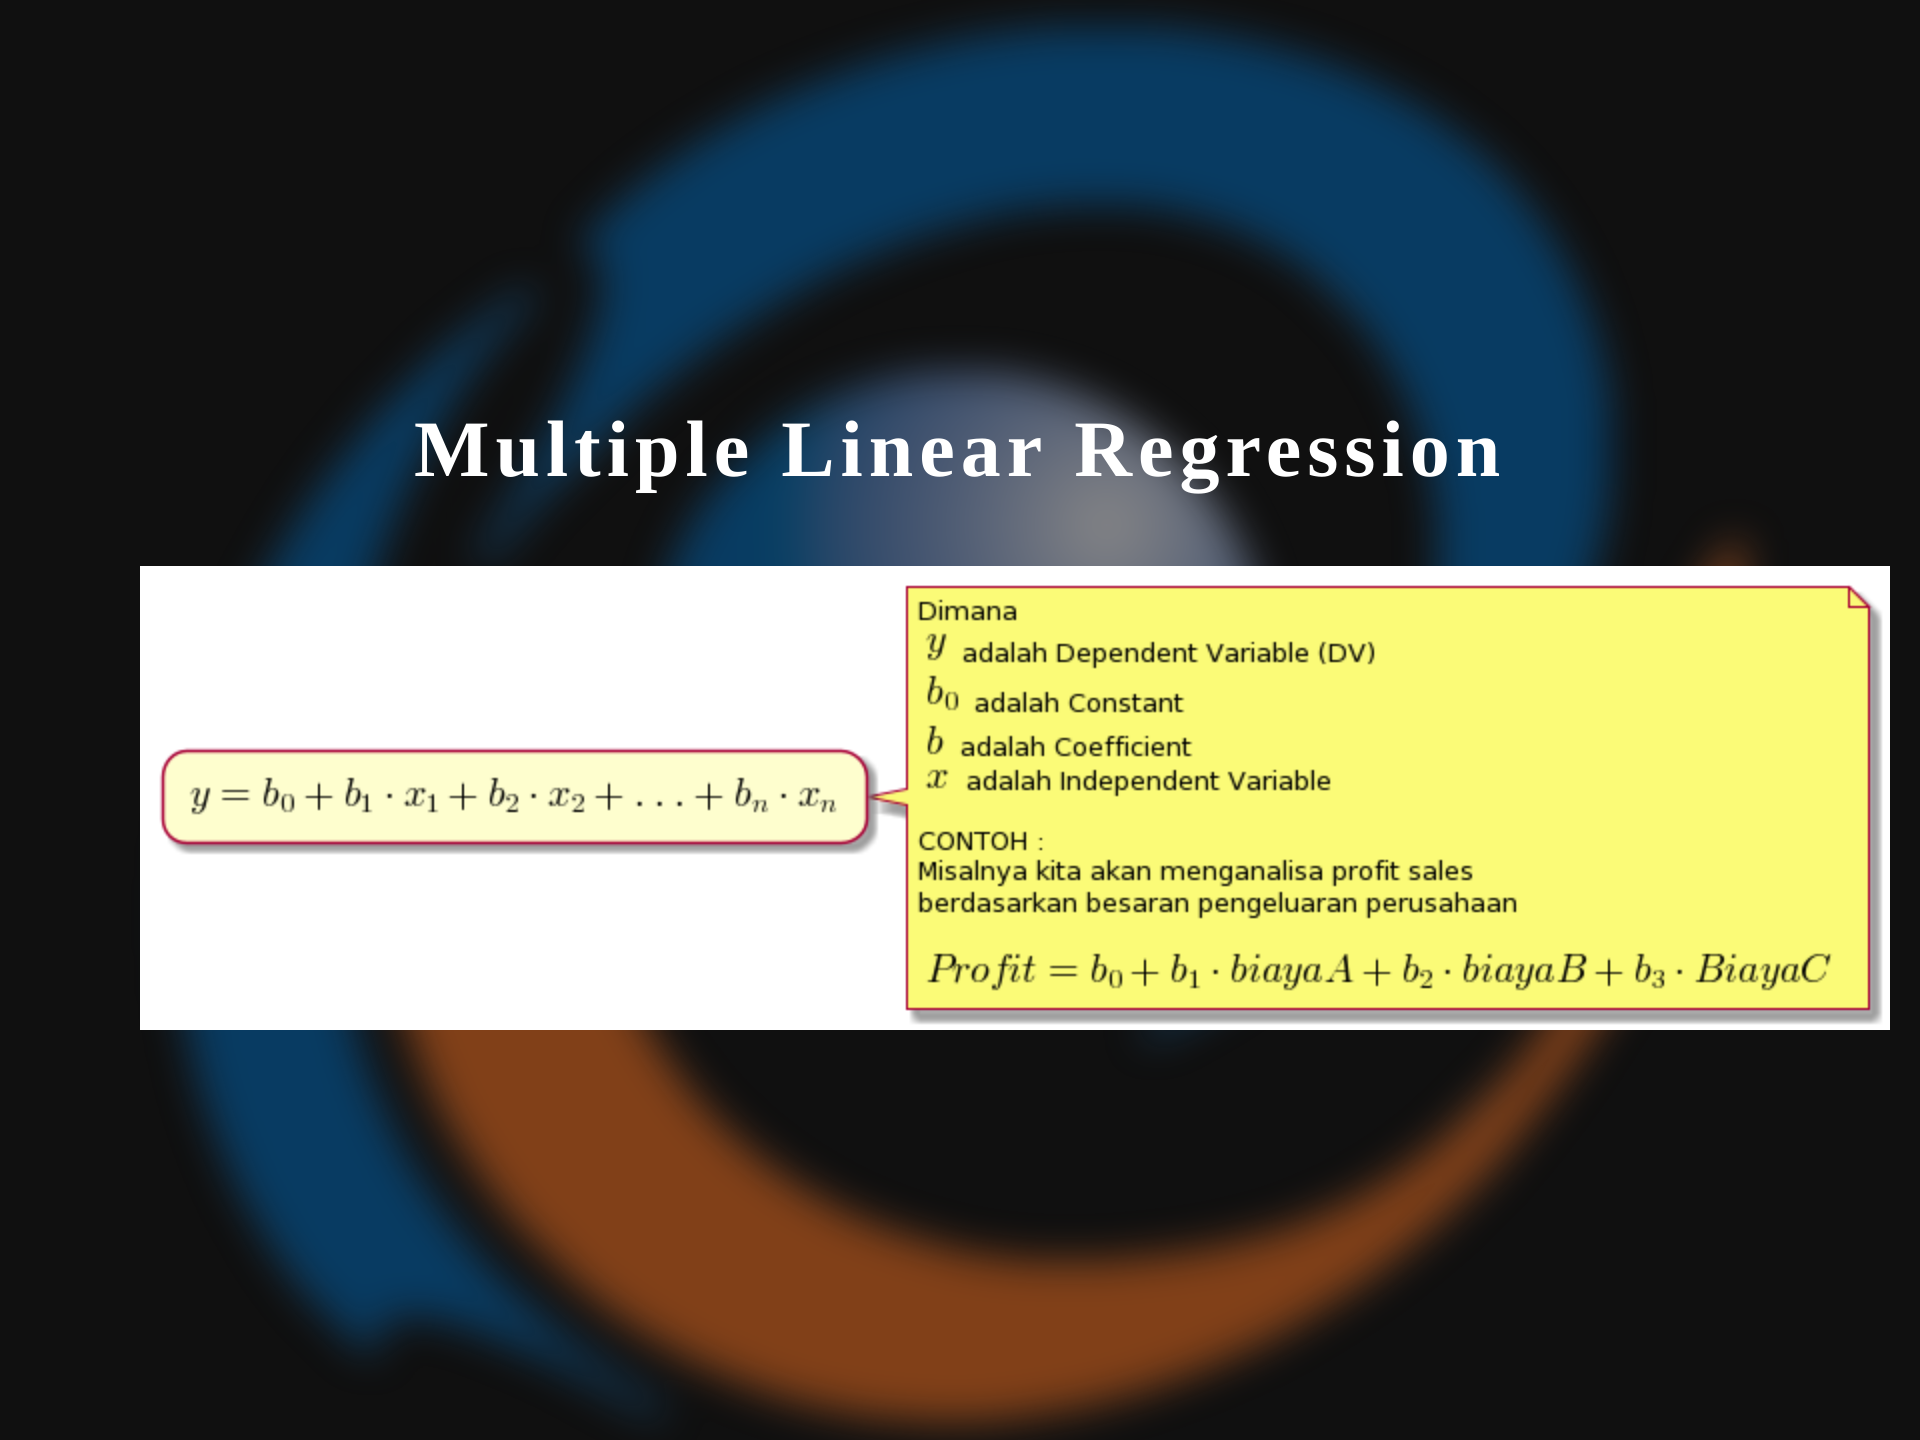 Multiple Linear Regression
y = b₀ + b₁ · x₁ + b₂ · x₂ + . . . + bₙ · xₙ
Dimana
y adalah Dependent Variable (DV)
b₀ adalah Constant
b adalah Coefficient
x adalah Independent Variable
CONTOH :
Misalnya kita akan menganalisa profit sales
berdasarkan besaran pengeluaran perusahaan
Profit = b₀ + b₁ · biayaA + b₂ · biayaB + b₃ · BiayaC